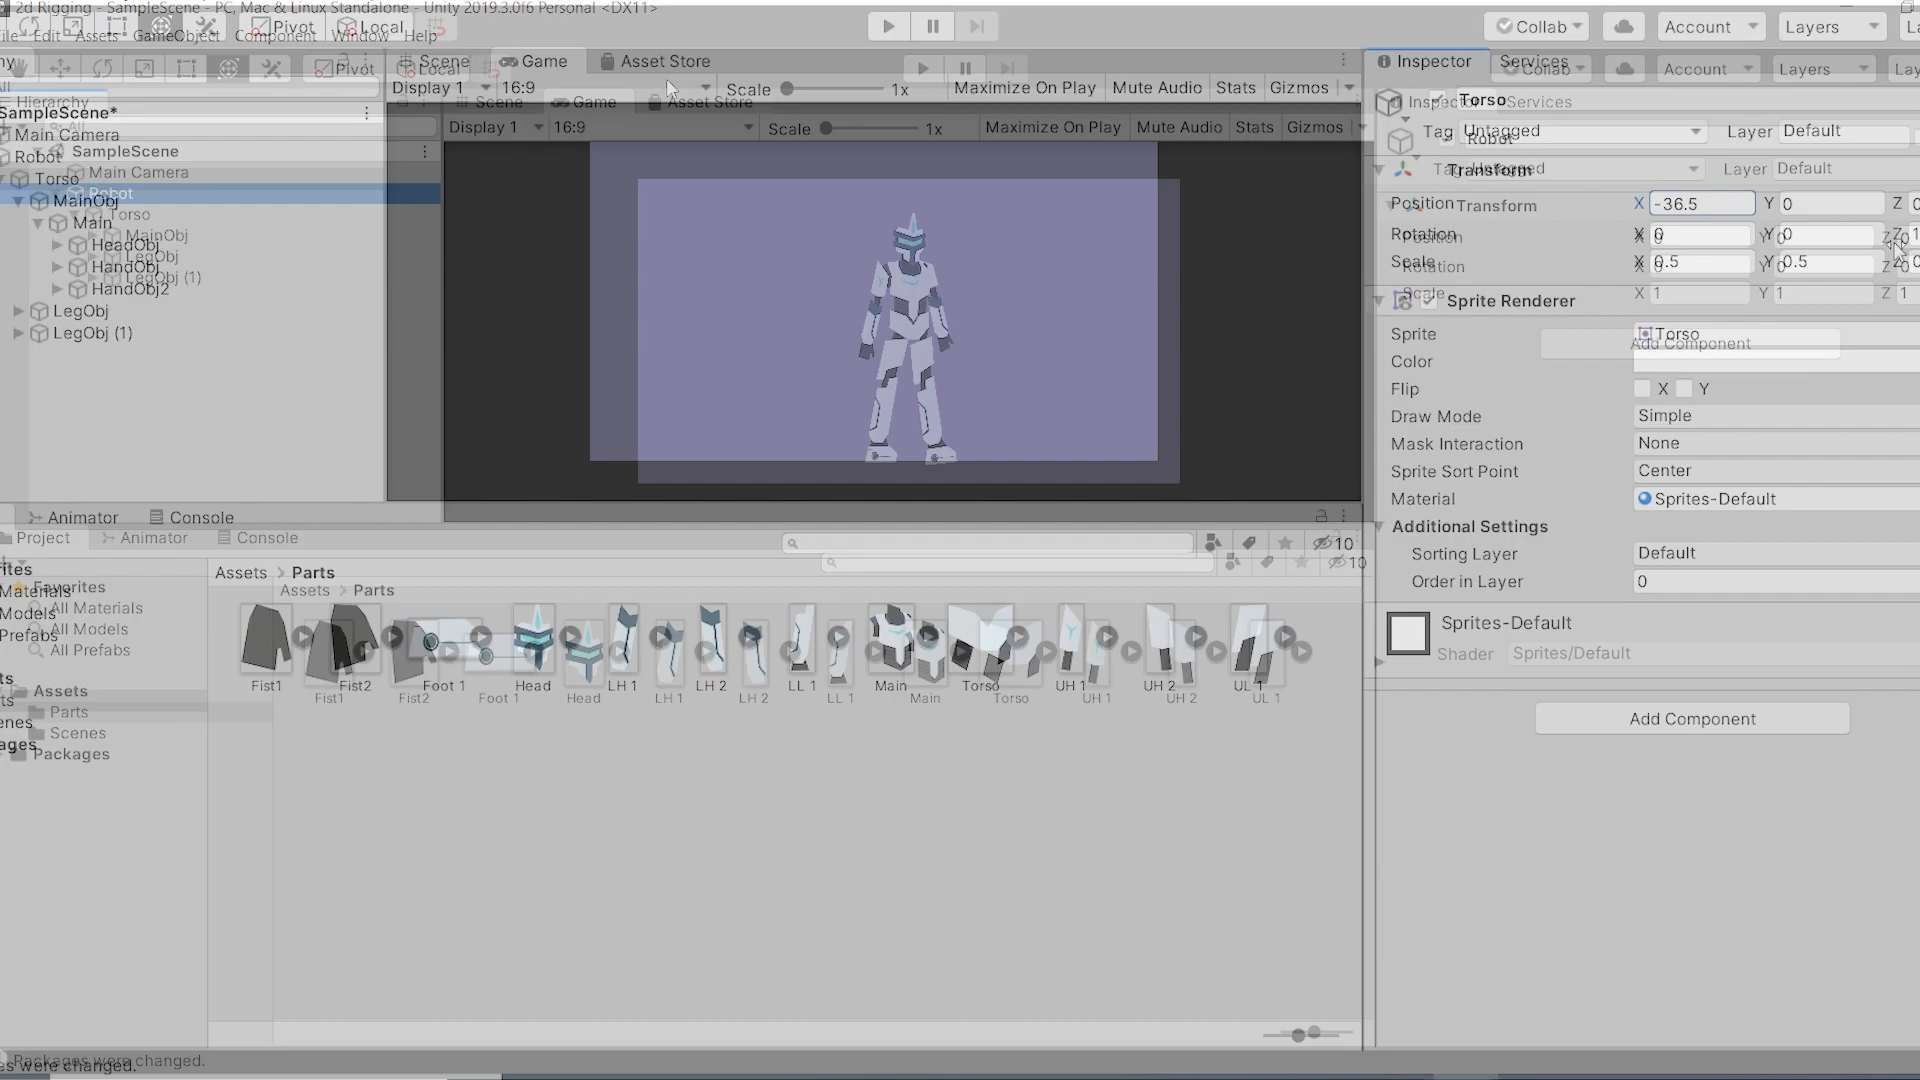 2d Rigging - SampleScene - PC, Mac & Linux Standalone - Unity 2019.3.0f6 Personal <DX11>
Pivot Local Collab Account Layers
Edit Assets GameObject Component Window Help
Scene Game Asset Store Inspector Services
Pivot Local Collab Account Layers
Display 1 16:9 Scale 1x Maximize On Play Mute Audio Stats Gizmos
Hierarchy Scene Game Asset Store Inspector Services
Torso
SampleScene*
All
Display 1 16:9 Scale 1x Maximize On Play Mute Audio Stats Gizmos
Tag Untagged Layer Default
Robot
Main Camera
SampleScene
Robot
Main Camera
Tag Untagged Layer Default
Transform
Torso
Robot
MainObj
Position X -36.5 Y 0 Z
Transform
Torso
Main
MainObj
Rotation X 0 Y 0 Z
Position X 0 Y 0 Z 0
HeadObj
LegObj
Scale X 0.5 Y 0.5 Z
Rotation X Y Z 0
HandObj
LegObj (1)
HandObj2
Scale X 1 Y 1 Z 1
Sprite Renderer
LegObj
LegObj (1)
Sprite Torso
Add Component
Color
Flip X Y
Draw Mode Simple
Mask Interaction None
Sprite Sort Point Center
Material Sprites-Default
Additional Settings
Sorting Layer Default
Order in Layer 0
Animator Console
Project Animator Console
10
10
Assets > Parts
Assets > Parts
Favorites
All Materials
All Models
All Prefabs
Materials
Models
Prefabs
Fist1 Fist2 Foot 1 Head LH 1 LH 2 LL 1 Main Torso UH 1 UH 2 UL 1
Fist1 Fist2 Foot 1 Head LH 1 LH 2 LL 1 Main Torso UH 1 UH 2 UL 1
Assets
Parts
Scenes
Packages
Sprites-Default
Shader Sprites/Default
Add Component
Packages were changed.
were changed.